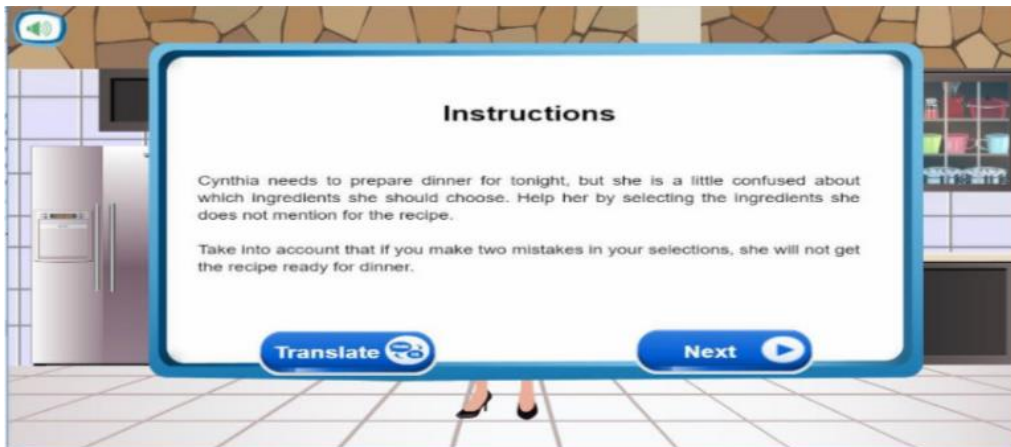 Instructions
Cynthia needs to prepare dinner for tonight, but she is a little confused about
which ingredients she should choose. Help her by selecting the ingredients she
does not mention for the recipe.
Take into account that if you make two mistakes in your selections, she will not get
the recipe ready for dinner.
Translate
Next